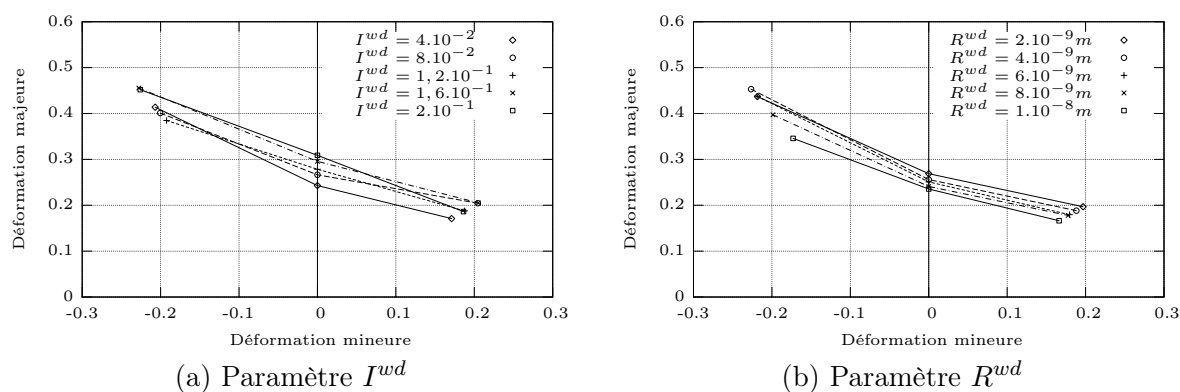 0.6
0.5
0.4
0.3
0.2
0.1
0
Déformation majeure
-0.3 -0.2 -0.1 0 0.1 0.2 0.3
Déformation mineure
I^{wd} = 4.10^{-2}
I^{wd} = 8.10^{-2}
I^{wd} = 1,2.10^{-1}
I^{wd} = 1,6.10^{-1}
I^{wd} = 2.10^{-1}
(a) Paramètre I^{wd}
0.6
0.5
0.4
0.3
0.2
0.1
0
Déformation majeure
-0.3 -0.2 -0.1 0 0.1 0.2 0.3
Déformation mineure
R^{wd} = 2.10^{-9}m
R^{wd} = 4.10^{-9}m
R^{wd} = 6.10^{-9}m
R^{wd} = 8.10^{-9}m
R^{wd} = 1.10^{-8}m
(b) Paramètre R^{wd}